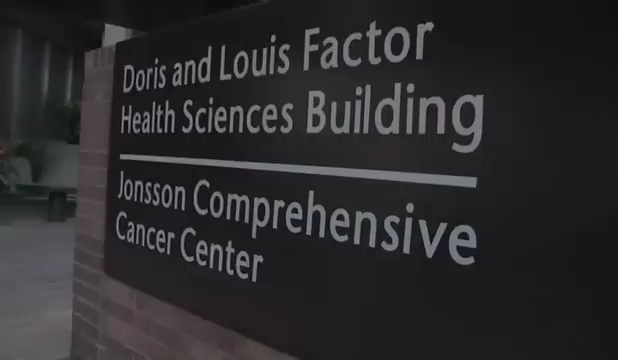 Doris and Louis Factor
Health Sciences Building
Jonsson Comprehensive
Cancer Center